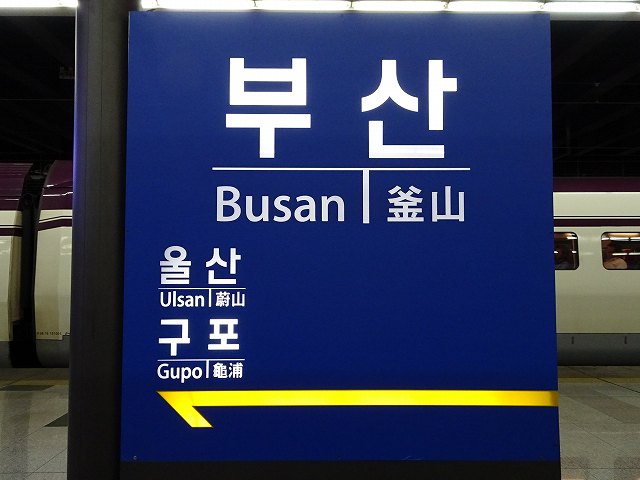 부산
Busan 釜山
울산
Ulsan 蔚山
구포
Gupo 龜浦